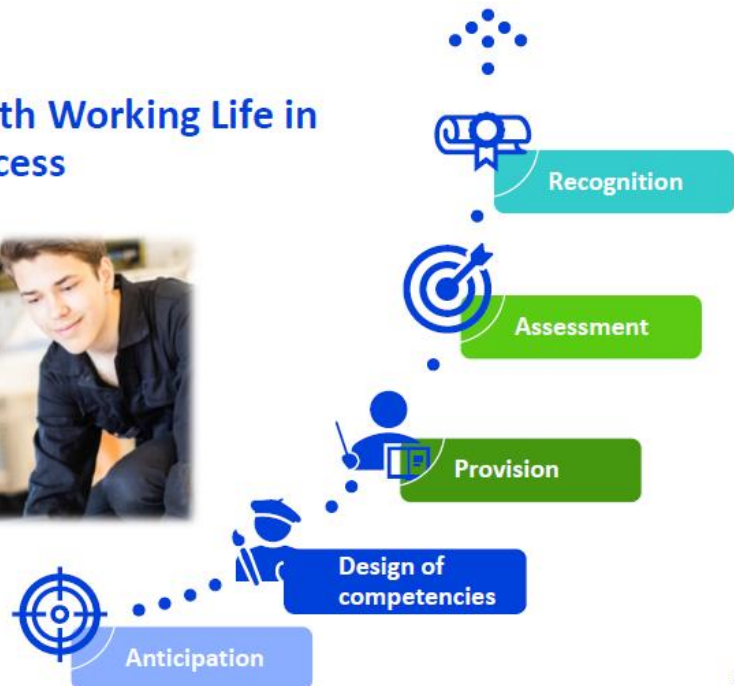 th Working Life in
cess
Recognition
Assessment
Provision
Design of
competencies
Anticipation